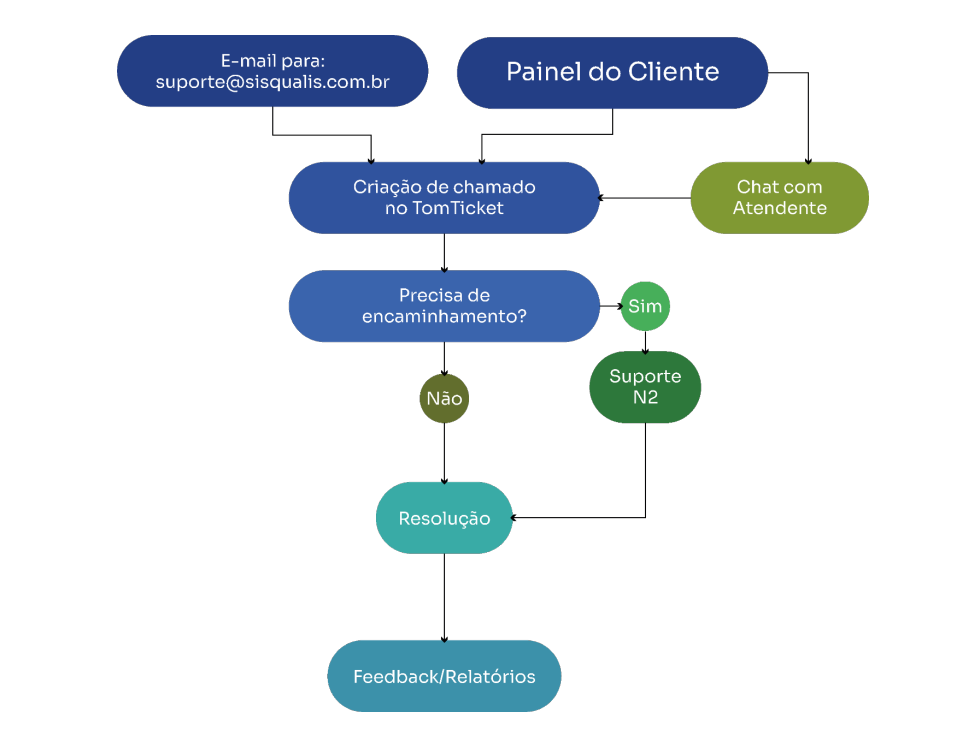 E-mail para:
suporte@sisqualis.com.br
Painel do Cliente
Criação de chamado
no TomTicket
Chat com
Atendente
Precisa de
encaminhamento?
Sim
Suporte
N2
Não
Resolução
Feedback/Relatórios